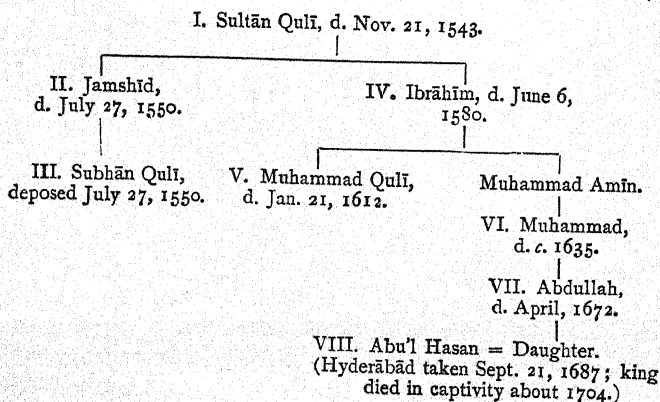 I. Sultān Qulī, d. Nov. 21, 1543.
II. Jamshīd,
d. July 27, 1550.
IV. Ibrāhīm, d. June 6,
1580.
III. Subhān Qulī,
deposed July 27, 1550.
V. Muhammad Qulī,
d. Jan. 21, 1612.
Muhammad Amīn.
VI. Muhammad,
d. c. 1635.
VII. Abdullah,
d. April, 1672.
VIII. Abu'l Hasan = Daughter.
(Hyderābād taken Sept. 21, 1687; king
died in captivity about 1704.)